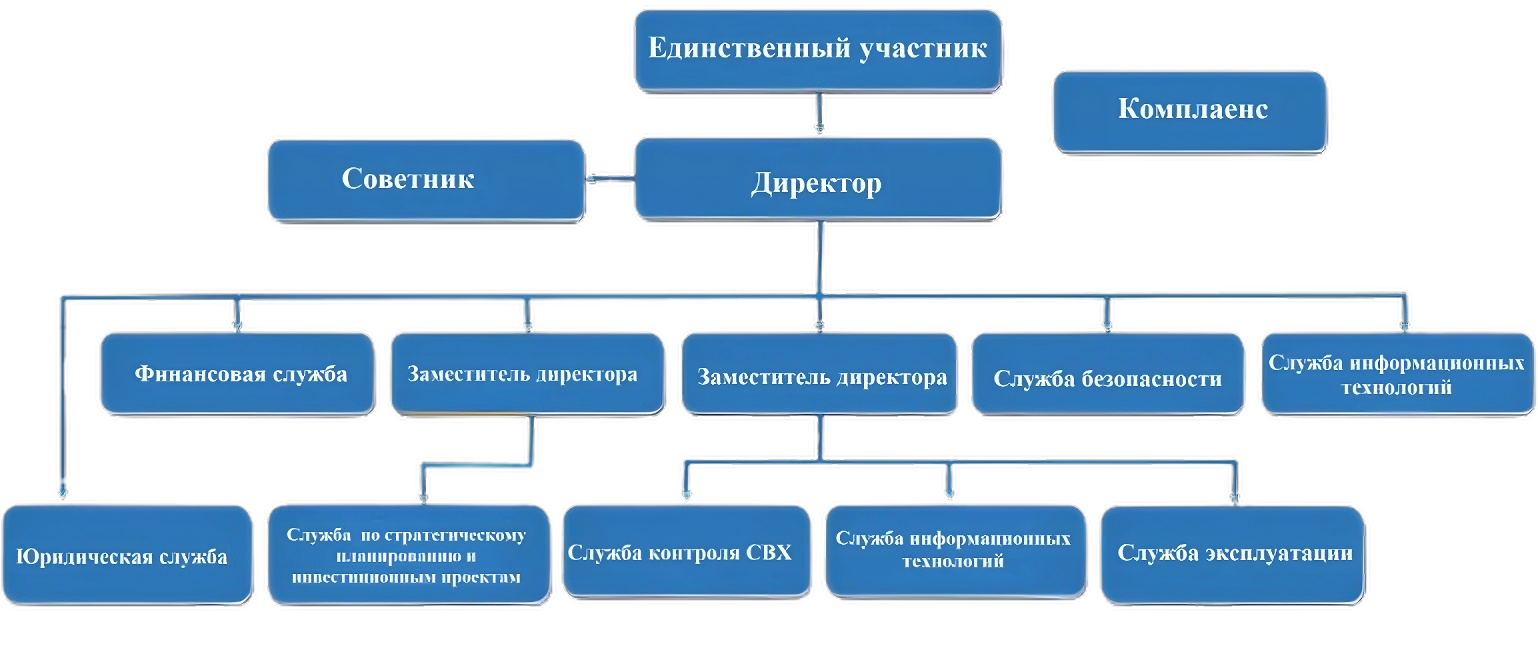 Единственный участник
Комплаенс
Советник
Директор
Финансовая служба
Заместитель директора
Заместитель директора
Служба безопасности
Служба информационных
технологий
Юридическая служба
Служба по стратегическому
планированию и
инвестиционным проектам
Служба контроля СВХ
Служба информационных
технологий
Служба эксплуатации